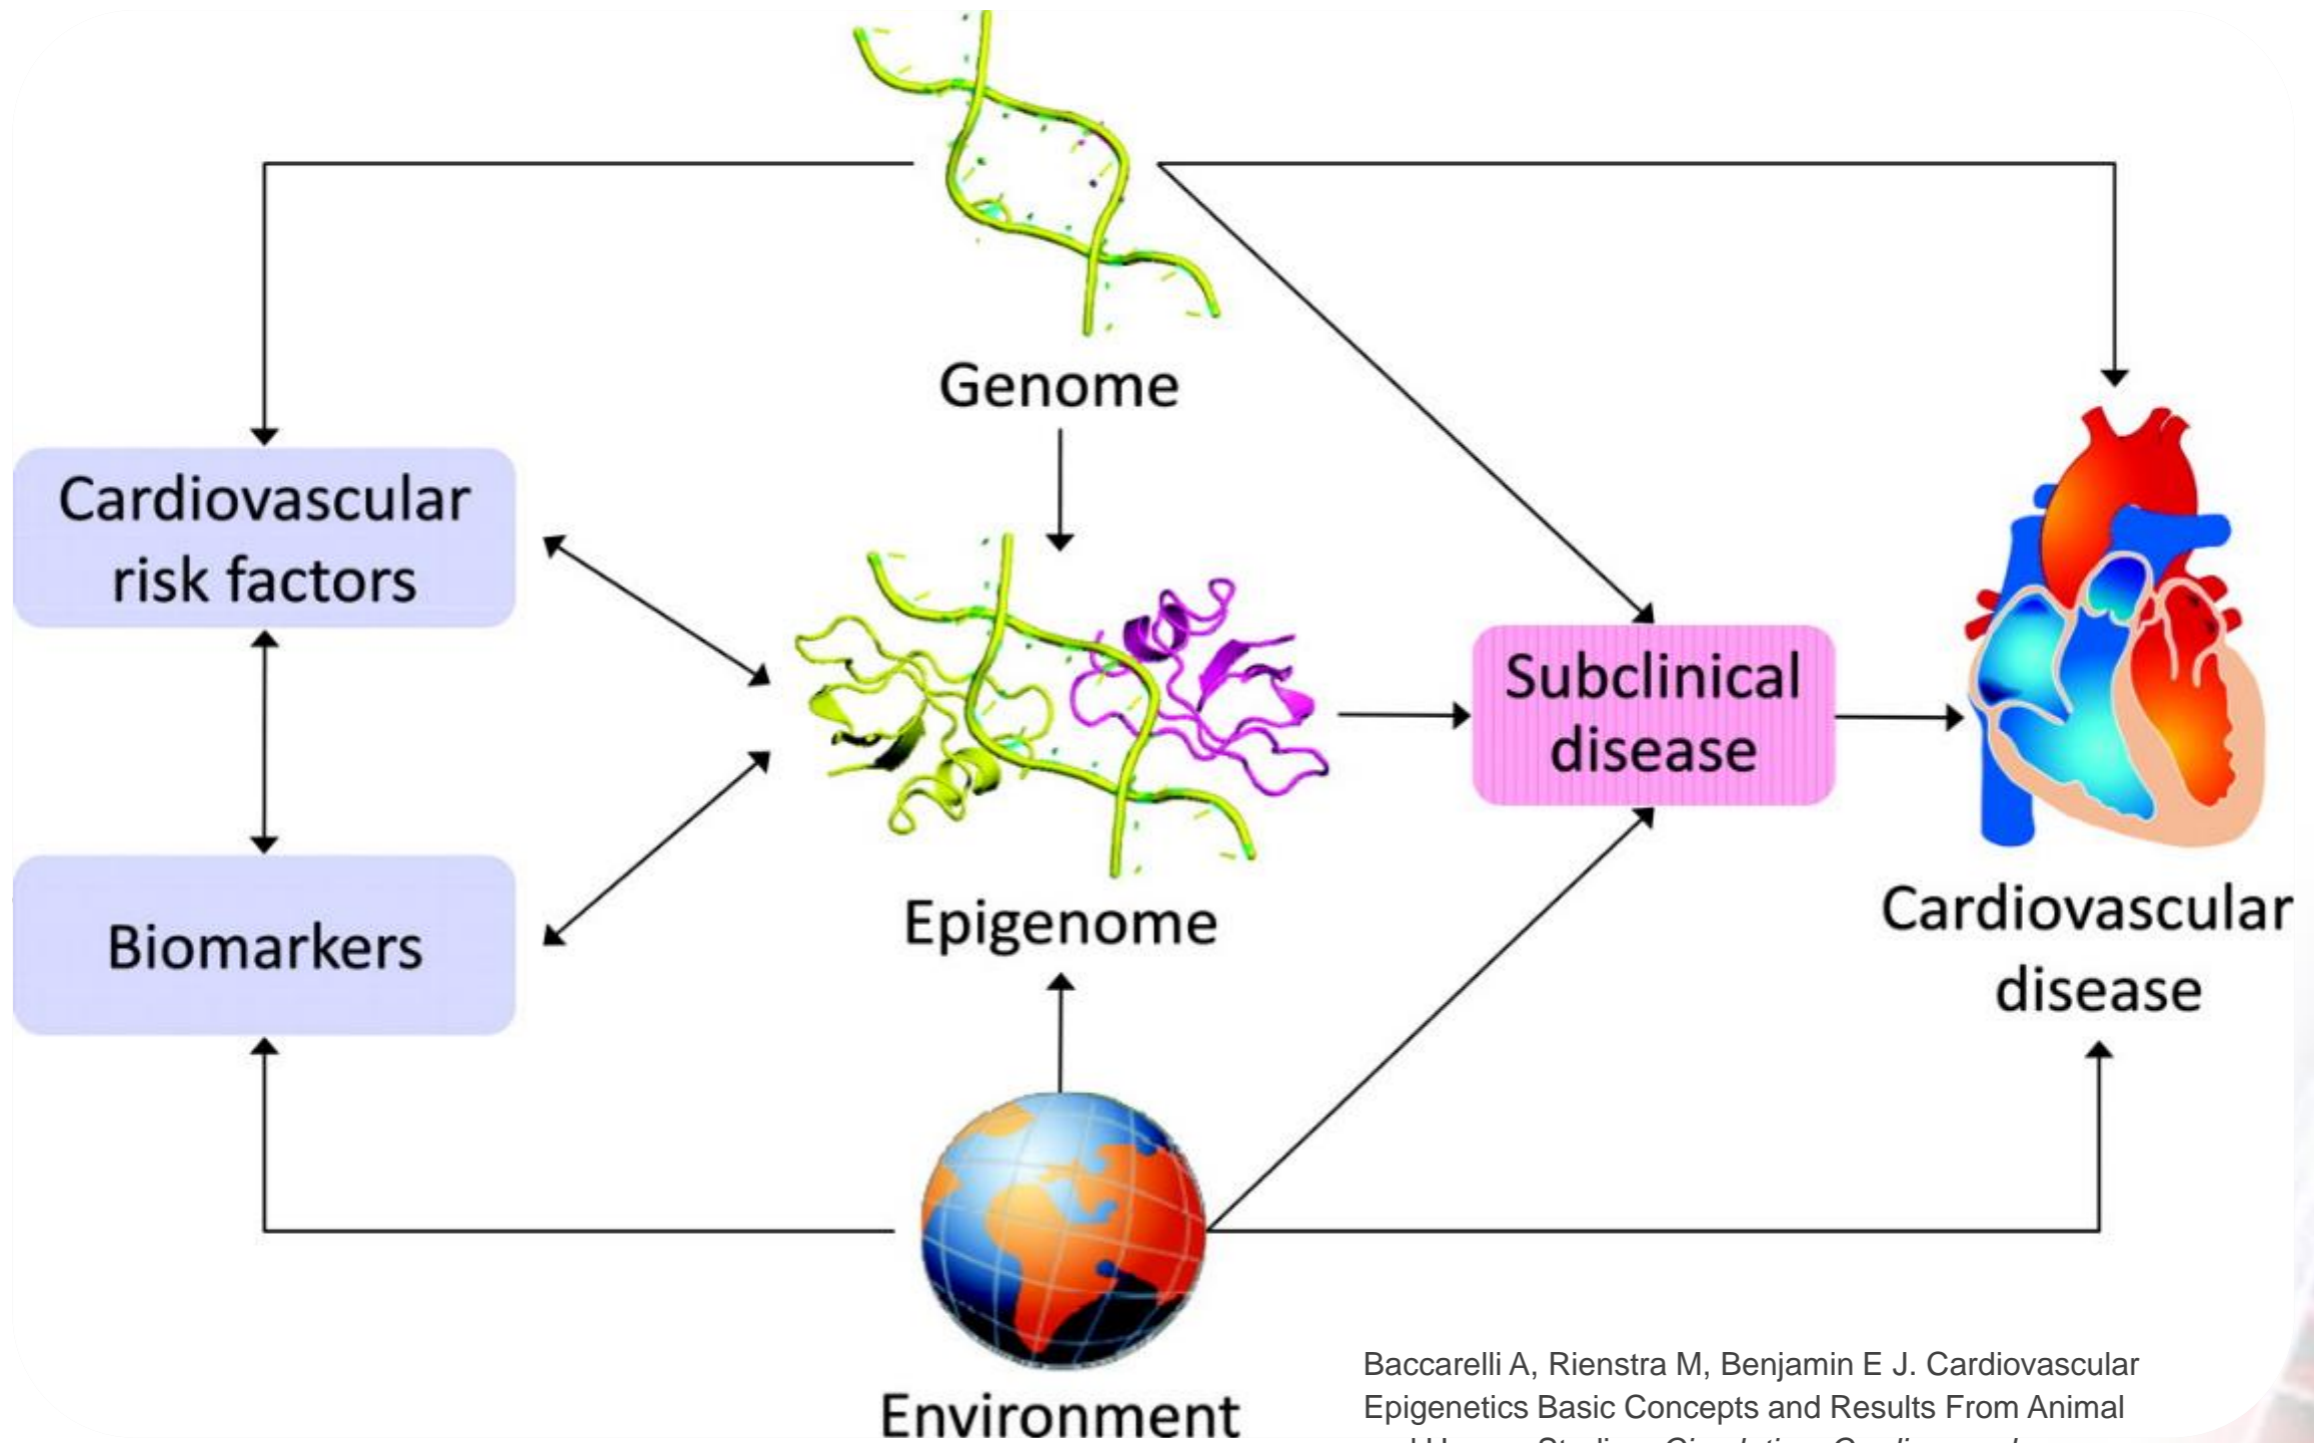 Genome
Cardiovascular
risk factors
Subclinical
disease
Biomarkers
Epigenome
Cardiovascular
disease
Environment
Baccarelli A, Rienstra M, Benjamin E J. Cardiovascular
Epigenetics Basic Concepts and Results From Animal